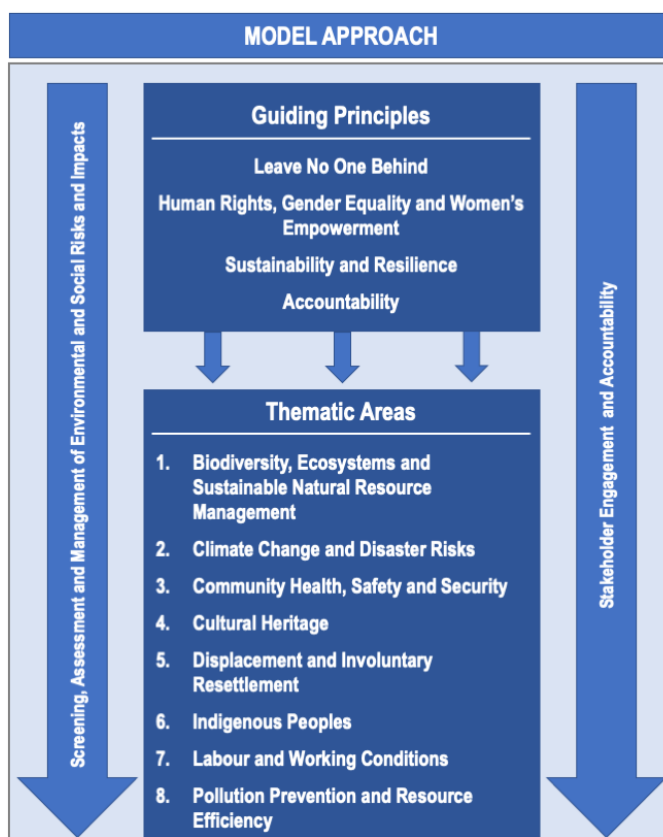 MODEL APPROACH
Screening, Assessment and Management of Environmental and Social Risks and Impacts
Guiding Principles
Leave No One Behind
Human Rights, Gender Equality and Women's
Empowerment
Sustainability and Resilience
Accountability
Thematic Areas
1. Biodiversity, Ecosystems and
Sustainable Natural Resource
Management
2. Climate Change and Disaster Risks
3. Community Health, Safety and Security
4. Cultural Heritage
5. Displacement and Involuntary
Resettlement
6. Indigenous Peoples
7. Labour and Working Conditions
8. Pollution Prevention and Resource
Efficiency
Stakeholder Engagement and Accountability